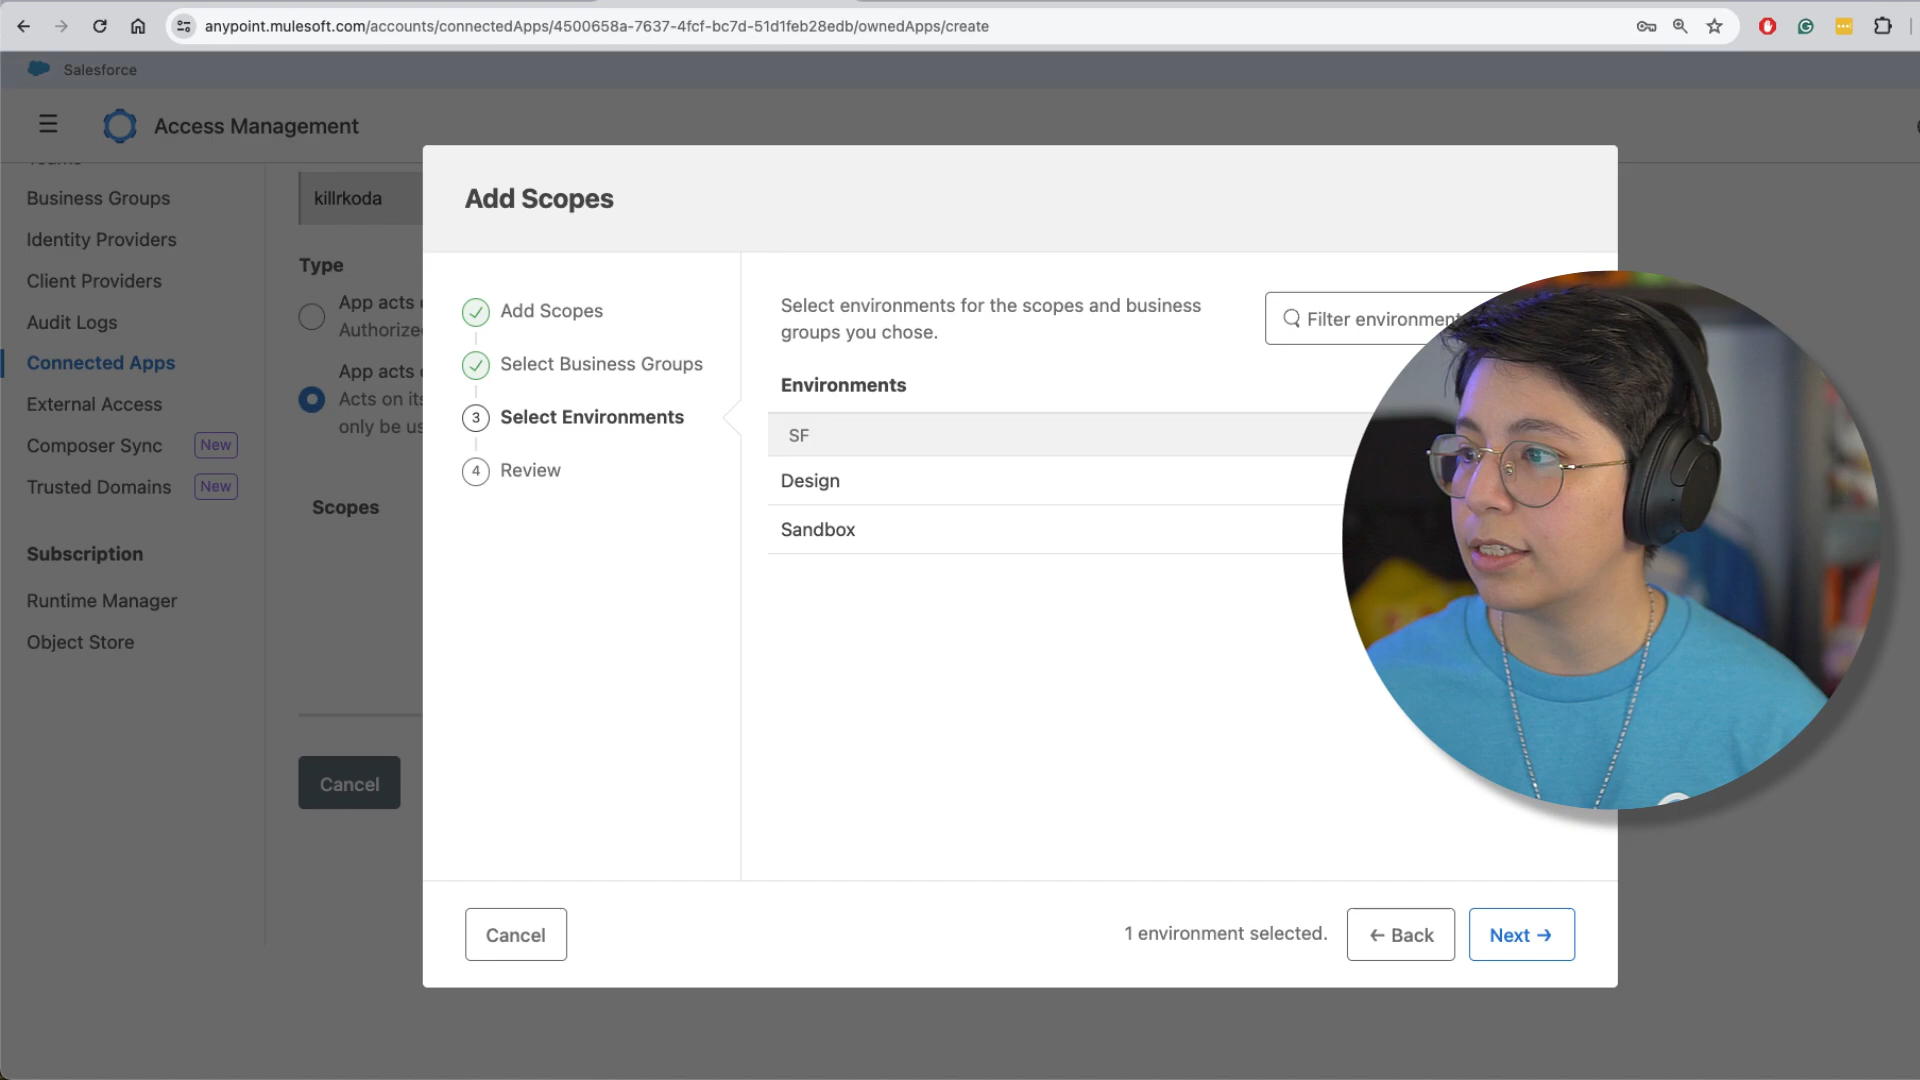 anypoint.mulesoft.com/accounts/connectedApps/4500658a-7637-4fcf-bc7d-51d1feb28edb/ownedApps/create
Salesforce
Access Management
Business Groups
Identity Providers
Client Providers
Audit Logs
Connected Apps
External Access
Composer Sync New
Trusted Domains New
Subscription
Runtime Manager
Object Store
killrkoda
Type
App acts
Authorize
App acts
Acts on its
only be us
Scopes
Cancel
Add Scopes
Add Scopes
Select Business Groups
3 Select Environments
4 Review
Select environments for the scopes and business
groups you chose.
Filter environment
Environments
SF
Design
Sandbox
Cancel
1 environment selected.
← Back
Next →